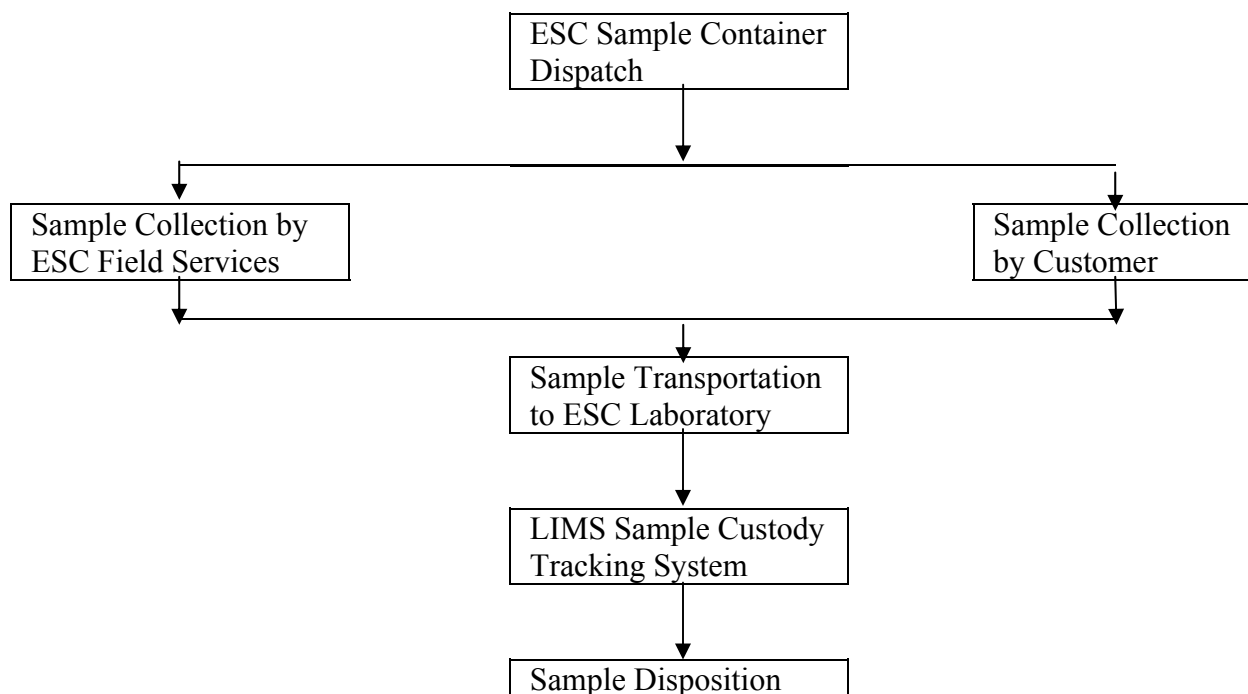 ESC Sample Container
Dispatch
Sample Collection by
ESC Field Services
Sample Collection
by Customer
Sample Transportation
to ESC Laboratory
LIMS Sample Custody
Tracking System
Sample Disposition